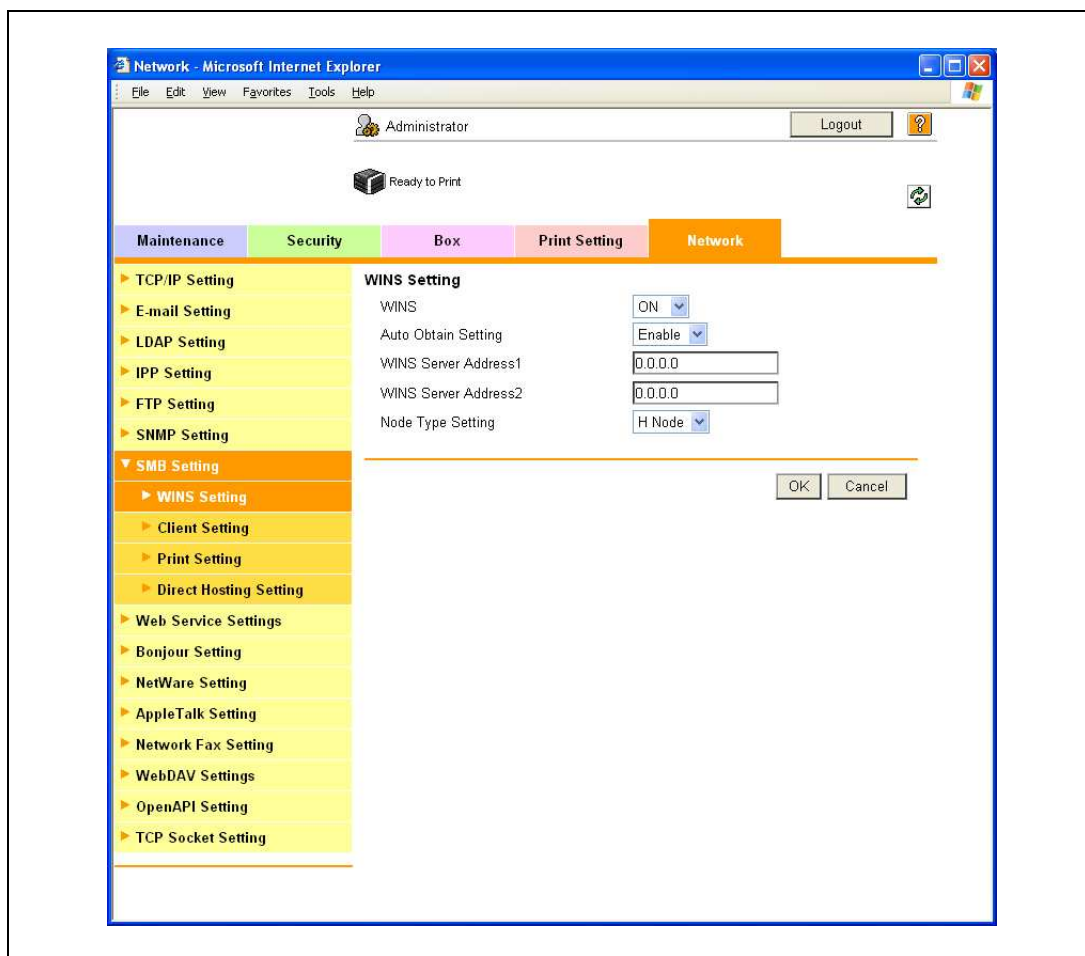 Network - Microsoft Internet Explorer
File Edit View Favorites Tools Help
Administrator Logout ?
Ready to Print
Maintenance Security Box Print Setting Network
TCP/IP Setting
E-mail Setting
LDAP Setting
IPP Setting
FTP Setting
SNMP Setting
SMB Setting
WINS Setting
Client Setting
Print Setting
Direct Hosting Setting
Web Service Settings
Bonjour Setting
NetWare Setting
AppleTalk Setting
Network Fax Setting
WebDAV Settings
OpenAPI Setting
TCP Socket Setting
WINS Setting
WINS ON
Auto Obtain Setting Enable
WINS Server Address1 0.0.0.0
WINS Server Address2 0.0.0.0
Node Type Setting H Node
OK Cancel